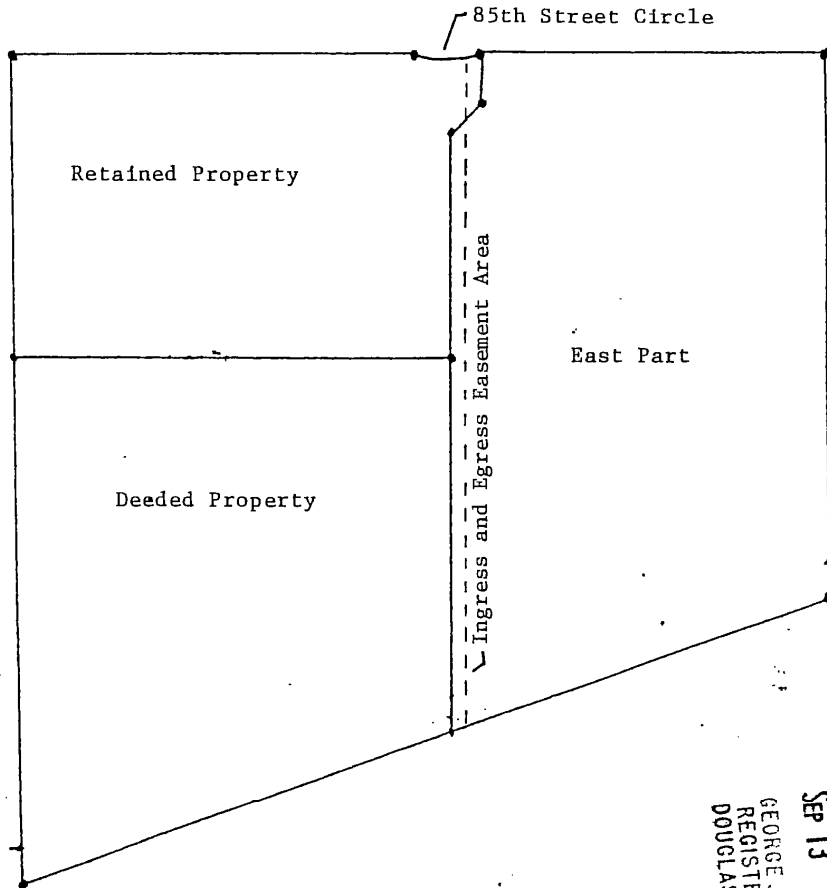 85th Street Circle
Retained Property
Ingress and Egress Easement Area
East Part
Deeded Property
SEP 13
GEORGE
REGISTE
DOUGLAS